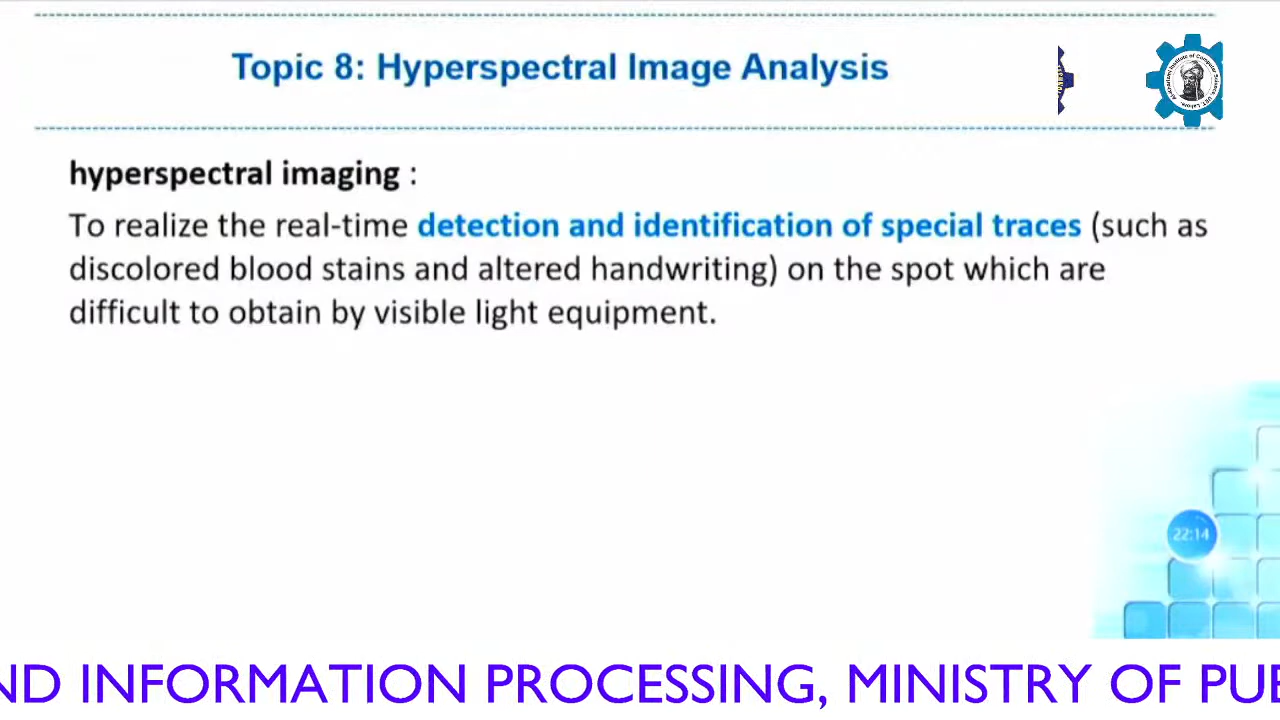 Topic 8: Hyperspectral Image Analysis
hyperspectral imaging :
To realize the real-time detection and identification of special traces (such as
discolored blood stains and altered handwriting) on the spot which are
difficult to obtain by visible light equipment.
22:14
ND INFORMATION PROCESSING, MINISTRY OF PUB